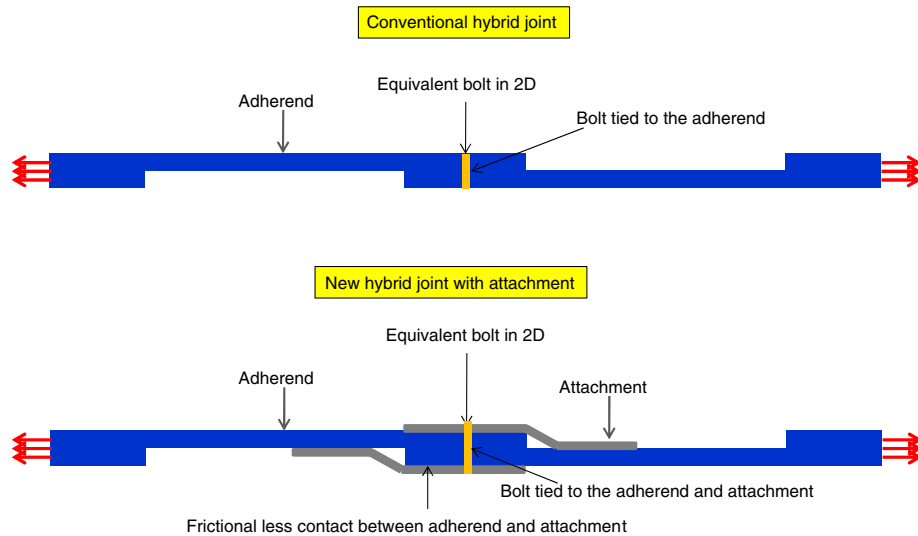 Conventional hybrid joint
Equivalent bolt in 2D
Adherend
Bolt tied to the adherend
New hybrid joint with attachment
Equivalent bolt in 2D
Adherend
Attachment
Bolt tied to the adherend and attachment
Frictional less contact between adherend and attachment